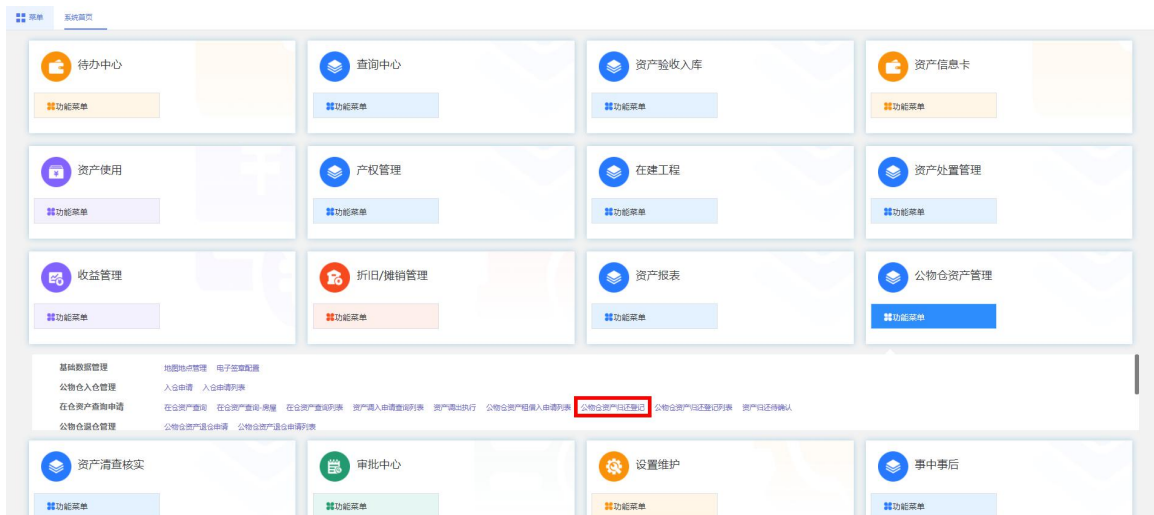 菜单 系统首页
待办中心 查询中心 资产验收入库 资产信息卡
功能菜单 功能菜单 功能菜单 功能菜单
资产使用 产权管理 在建工程 资产处置管理
功能菜单 功能菜单 功能菜单 功能菜单
收益管理 折旧/摊销管理 资产报表 公物仓资产管理
功能菜单 功能菜单 功能菜单 功能菜单
基础数据管理 地图地点管理 电子签章配置
公物仓入仓管理 入仓申请 入仓申请列表
在仓资产查询申请 在仓资产查询 在仓资产查询-房屋 在仓资产查询列表 资产调入申请查询列表 资产调出执行 公物仓资产租借入申请列表 公物仓资产归还登记 公物仓资产归还登记列表 资产归还待确认
公物仓退仓管理 公物仓资产退仓申请 公物仓资产退仓申请列表
资产清查核实 审批中心 设置维护 事中事后
功能菜单 功能菜单 功能菜单 功能菜单